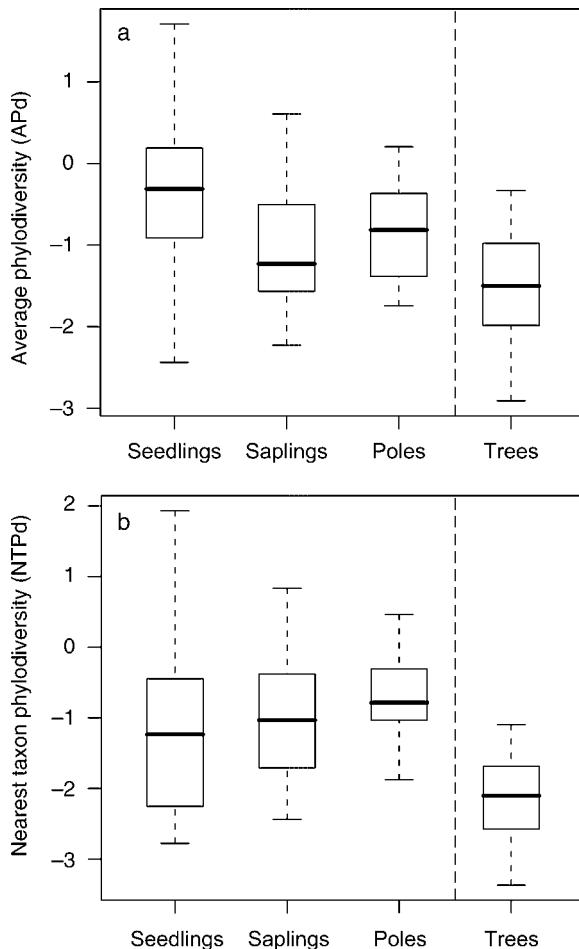 a
Average phylodiversity (APd)
1
0
−1
−2
−3
Seedlings Saplings Poles Trees
b
Nearest taxon phylodiversity (NTPd)
2
1
0
−1
−2
−3
Seedlings Saplings Poles Trees